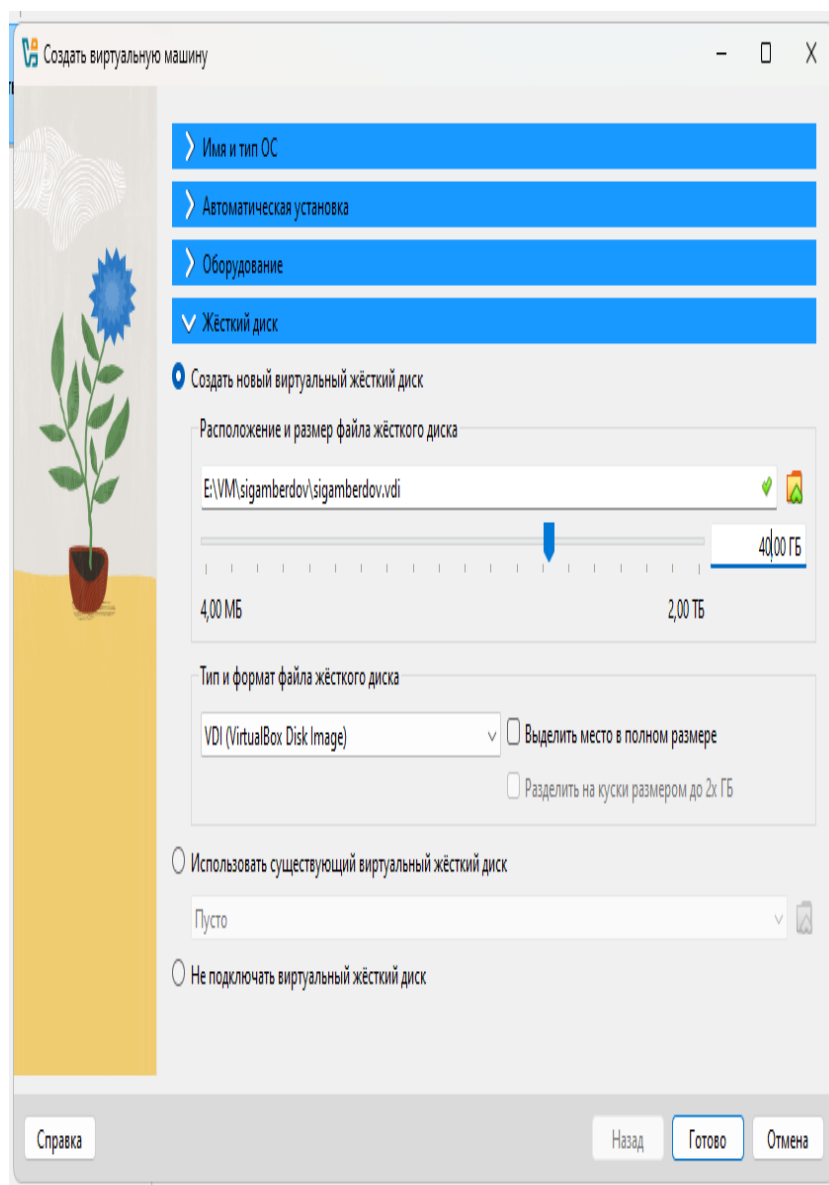 Создать виртуальную машину
Имя и тип ОС
Автоматическая установка
Оборудование
Жёсткий диск
Создать новый виртуальный жёсткий диск
Расположение и размер файла жёсткого диска
E:\VM\sigamberdov\sigamberdov.vdi
40,00 ГБ
4,00 МБ 2,00 ТБ
Тип и формат файла жёсткого диска
VDI (VirtualBox Disk Image) Выделить место в полном размере
Разделить на куски размером до 2х ГБ
Использовать существующий виртуальный жёсткий диск
Пусто
Не подключать виртуальный жёсткий диск
Справка Назад Готово Отмена